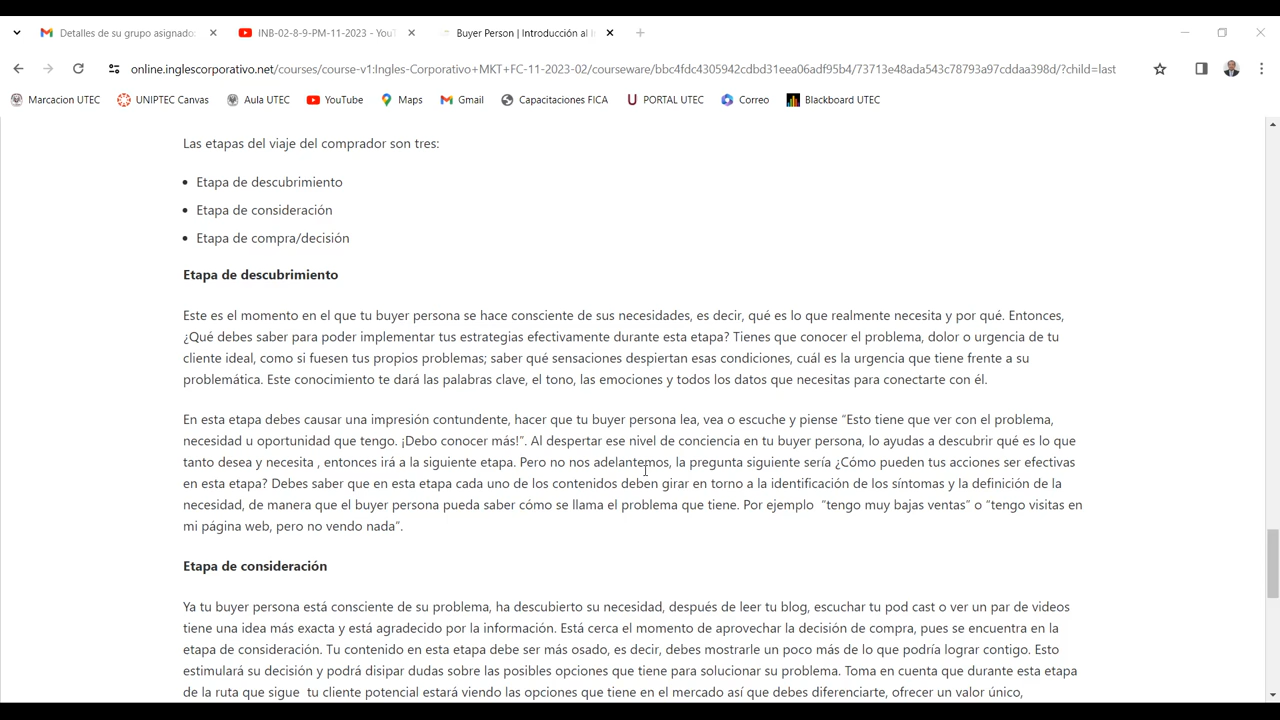 Detalles de su grupo asignado
INB-02-8-9-PM-11-2023 - YouT
Buyer Person | Introducción al I
online.inglescorporativo.net/courses/course-v1:Ingles-Corporativo+MKT+FC-11-2023-02/courseware/bbc4fdc4305942cdbd31eea06adf95b4/73713e48ada543c78793a97cddaa398d/?child=last
Marcacion UTEC UNIPTEC Canvas Aula UTEC YouTube Maps Gmail Capacitaciones FICA PORTAL UTEC Correo Blackboard UTEC
Las etapas del viaje del comprador son tres:
Etapa de descubrimiento
Etapa de consideración
Etapa de compra/decisión
Etapa de descubrimiento
Este es el momento en el que tu buyer persona se hace consciente de sus necesidades, es decir, qué es lo que realmente necesita y por qué. Entonces,
¿Qué debes saber para poder implementar tus estrategias efectivamente durante esta etapa? Tienes que conocer el problema, dolor o urgencia de tu
cliente ideal, como si fuesen tus propios problemas; saber qué sensaciones despiertan esas condiciones, cuál es la urgencia que tiene frente a su
problemática. Este conocimiento te dará las palabras clave, el tono, las emociones y todos los datos que necesitas para conectarte con él.
En esta etapa debes causar una impresión contundente, hacer que tu buyer persona lea, vea o escuche y piense “Esto tiene que ver con el problema,
necesidad u oportunidad que tengo. ¡Debo conocer más!”. Al despertar ese nivel de conciencia en tu buyer persona, lo ayudas a descubrir qué es lo que
tanto desea y necesita , entonces irá a la siguiente etapa. Pero no nos adelantemos, la pregunta siguiente sería ¿Cómo pueden tus acciones ser efectivas
en esta etapa? Debes saber que en esta etapa cada uno de los contenidos deben girar en torno a la identificación de los síntomas y la definición de la
necesidad, de manera que el buyer persona pueda saber cómo se llama el problema que tiene. Por ejemplo “tengo muy bajas ventas” o “tengo visitas en
mi página web, pero no vendo nada”.
Etapa de consideración
Ya tu buyer persona está consciente de su problema, ha descubierto su necesidad, después de leer tu blog, escuchar tu pod cast o ver un par de videos
tiene una idea más exacta y está agradecido por la información. Está cerca el momento de aprovechar la decisión de compra, pues se encuentra en la
etapa de consideración. Tu contenido en esta etapa debe ser más osado, es decir, debes mostrarle un poco más de lo que podría lograr contigo. Esto
estimulará su decisión y podrá disipar dudas sobre las posibles opciones que tiene para solucionar su problema. Toma en cuenta que durante esta etapa
de la ruta que sigue tu cliente potencial estará viendo las opciones que tiene en el mercado así que debes diferenciarte, ofrecer un valor único,